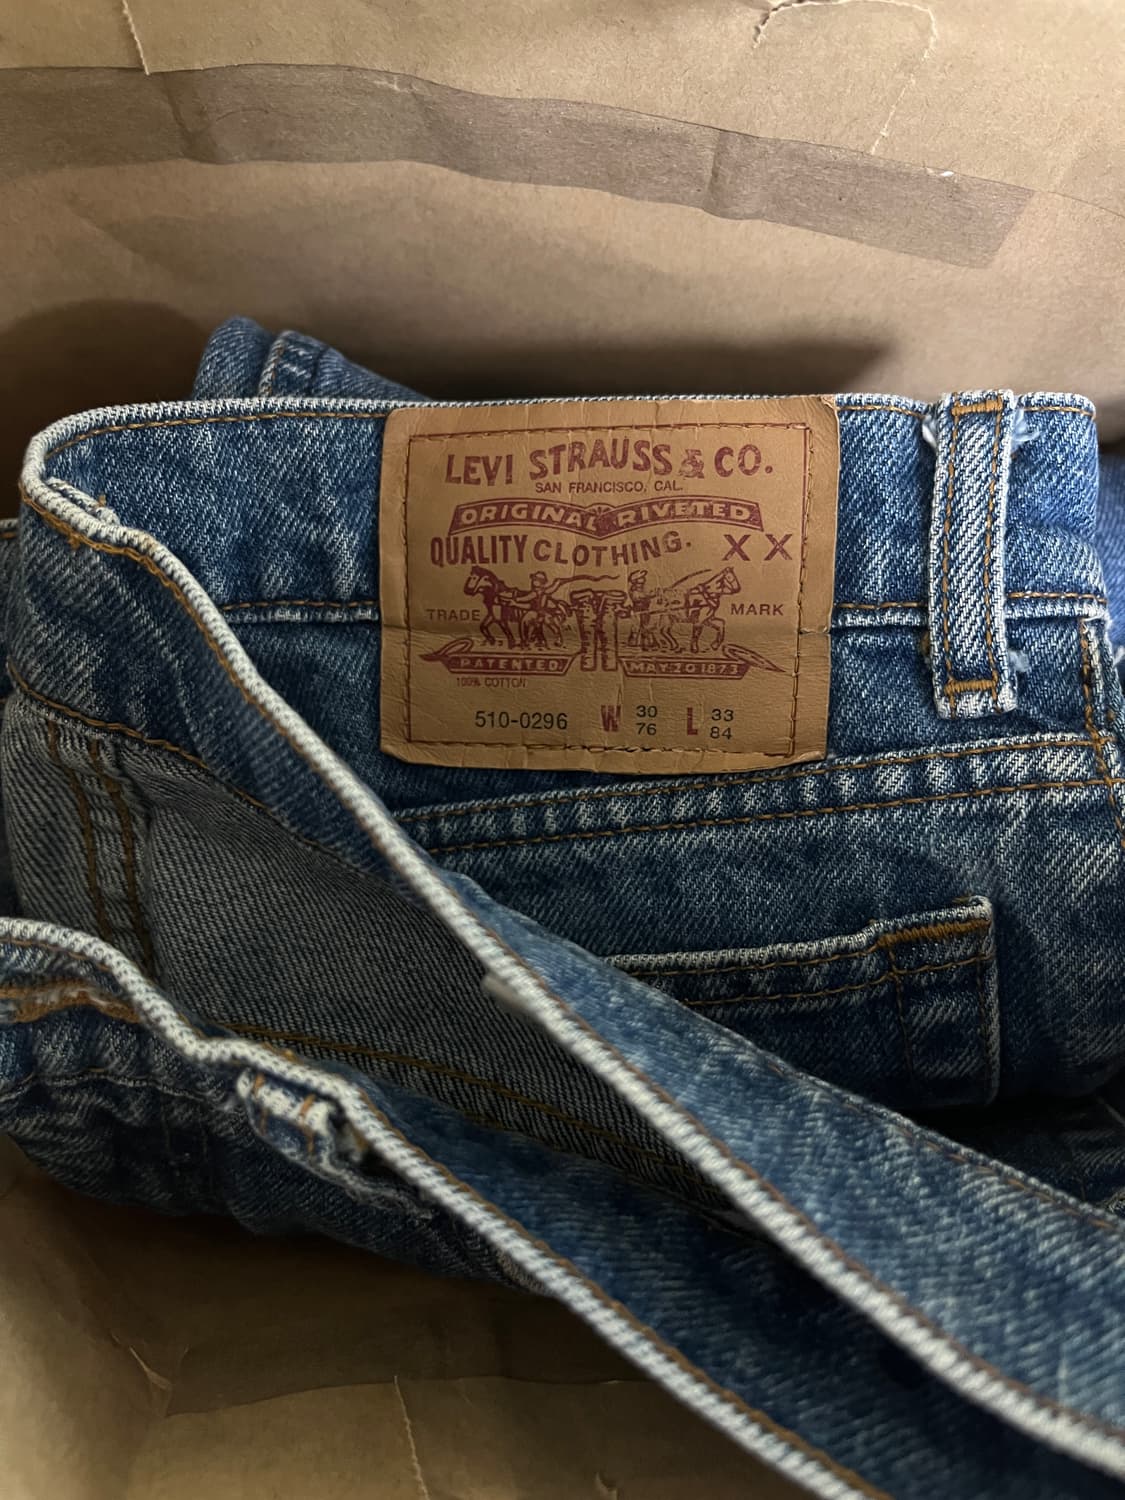 LEVI STRAUSS & CO.
SAN FRANCISCO, CAL.
ORIGINAL RIVETED
QUALITY CLOTHING. XX
TRADE MARK
PATENTED MAY 20 1873
100% COTTON
510-0296 W 30 L 33
76 84